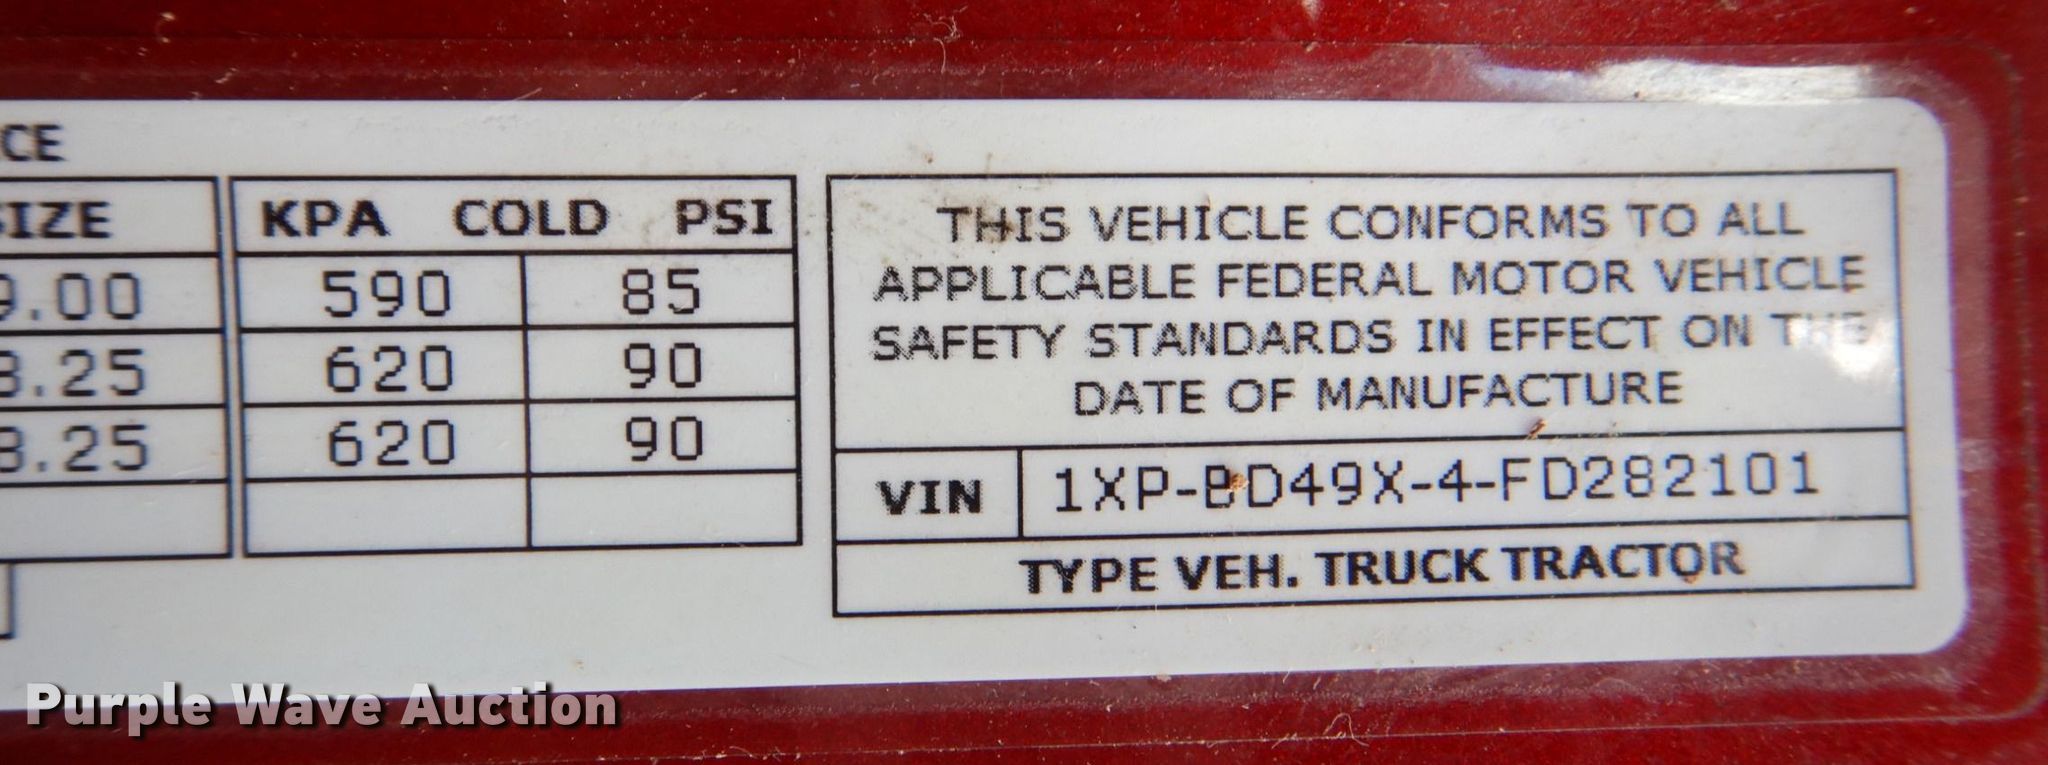 CE
SIZE
KPA COLD PSI
9.00 590 85
8.25 620 90
8.25 620 90
THIS VEHICLE CONFORMS TO ALL
APPLICABLE FEDERAL MOTOR VEHICLE
SAFETY STANDARDS IN EFFECT ON THE
DATE OF MANUFACTURE
VIN 1XP-BD49X-4-FD282101
TYPE VEH. TRUCK TRACTOR
Purple Wave Auction